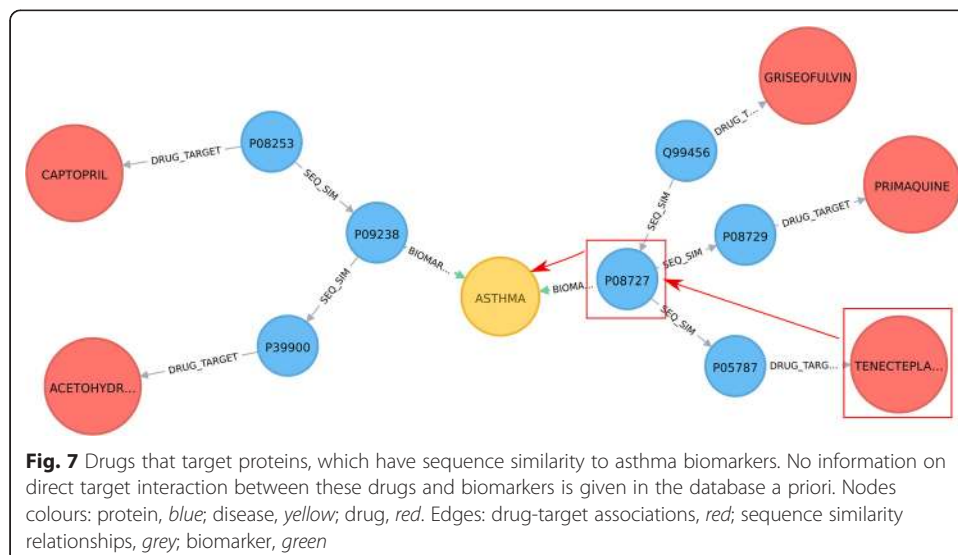 GRISEOFULVIN
DRUG_T...
P08253
DRUG_TARGET
CAPTOPRIL
Q99456
SEQ_SIM
SEQ_SIM
PRIMAQUINE
DRUG_TARGET
P08729
P09238
SEQ_SIM
BIOMAR...
P08727
BIOMA...
ASTHMA
SEQ_SIM
SEQ_SIM
P39900
DRUG_TARGET
ACETOHYDR...
P05787
DRUG_TARG...
TENECTEPLA...
Fig. 7 Drugs that target proteins, which have sequence similarity to asthma biomarkers. No information on
direct target interaction between these drugs and biomarkers is given in the database a priori. Nodes
colours: protein, blue; disease, yellow; drug, red. Edges: drug-target associations, red; sequence similarity
relationships, grey; biomarker, green